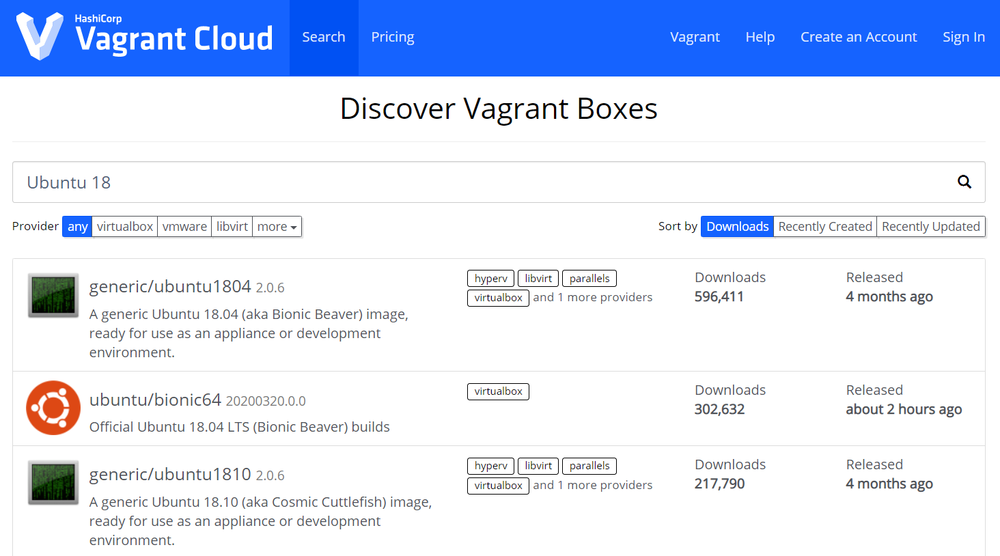 HashiCorp
Vagrant Cloud
Search
Pricing
Vagrant
Help
Create an Account
Sign In
Discover Vagrant Boxes
Ubuntu 18
Provider any virtualbox vmware libvirt more
Sort by Downloads Recently Created Recently Updated
generic/ubuntu1804 2.0.6
A generic Ubuntu 18.04 (aka Bionic Beaver) image,
ready for use as an appliance or development
environment.
hyperv libvirt parallels
virtualbox and 1 more providers
Downloads
596,411
Released
4 months ago
ubuntu/bionic64 20200320.0.0
Official Ubuntu 18.04 LTS (Bionic Beaver) builds
virtualbox
Downloads
302,632
Released
about 2 hours ago
generic/ubuntu1810 2.0.6
A generic Ubuntu 18.10 (aka Cosmic Cuttlefish) image,
ready for use as an appliance or development
environment.
hyperv libvirt parallels
virtualbox and 1 more providers
Downloads
217,790
Released
4 months ago